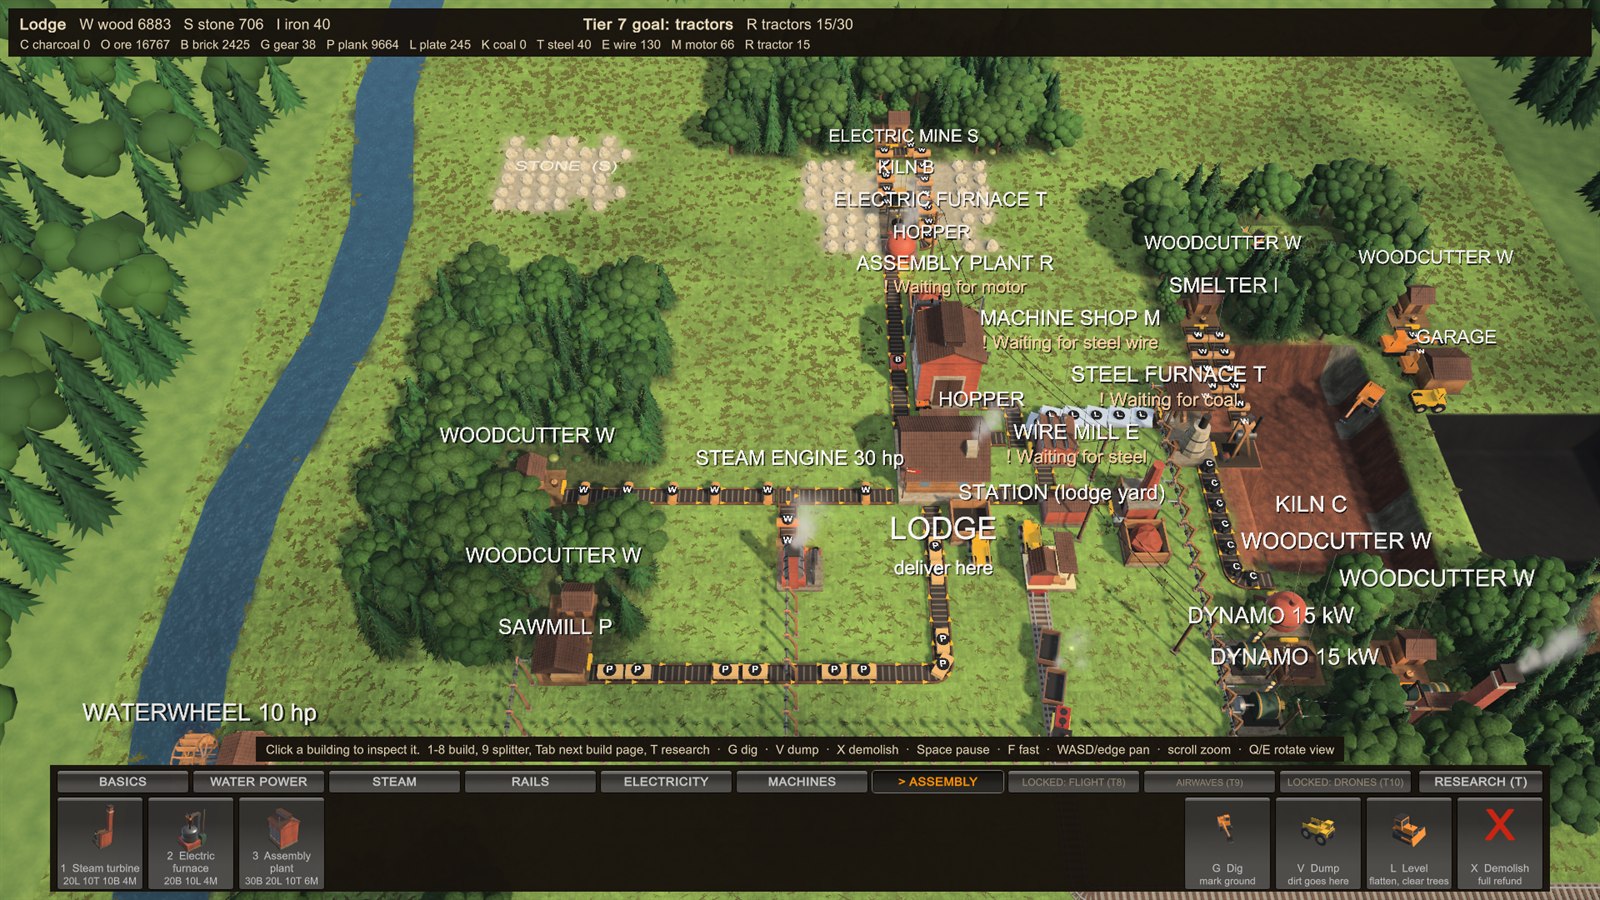 Lodge W wood 6883 S stone 706 I iron 40
Tier 7 goal: tractors R tractors 15/30
C charcoal 0 O ore 16767 B brick 2425 G gear 38 P plank 9664 L plate 245 K coal 0 T steel 40 E wire 130 M motor 66 R tractor 15
ELECTRIC MINE S
STONE (S)
KILN B
ELECTRIC FURNACE T
HOPPER
ASSEMBLY PLANT R
! Waiting for motor
WOODCUTTER W
WOODCUTTER W
SMELTER I
MACHINE SHOP M
! Waiting for steel wire
GARAGE
STEEL FURNACE T
! Waiting for coal
HOPPER
WIRE MILL E
! Waiting for steel
WOODCUTTER W
STEAM ENGINE 30 hp
STATION (lodge yard)
KILN C
LODGE
deliver here
WOODCUTTER W
WOODCUTTER W
WOODCUTTER W
DYNAMO 15 kW
SAWMILL P
DYNAMO 15 kW
WATERWHEEL 10 hp
Click a building to inspect it. 1-8 build, 9 splitter, Tab next build page, T research · G dig · V dump · X demolish · Space pause · F fast · WASD/edge pan · scroll zoom · Q/E rotate view
BASICS
WATER POWER
STEAM
RAILS
ELECTRICITY
MACHINES
> ASSEMBLY
LOCKED: FLIGHT (T8)
AIRWAVES (T9)
LOCKED: DRONES (T10)
RESEARCH (T)
1 Steam turbine
20L 10T 10B 4M
2 Electric
furnace
20B 10L 4M
3 Assembly
plant
30B 20L 10T 6M
G Dig
mark ground
V Dump
dirt goes here
L Level
flatten, clear trees
X Demolish
full refund